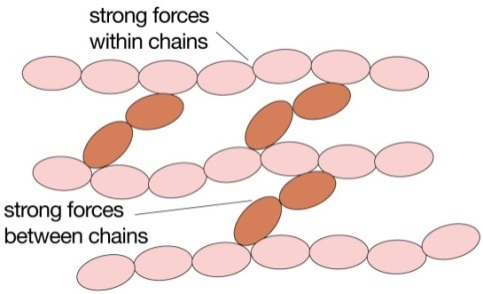 strong forces
within chains
strong forces
between chains